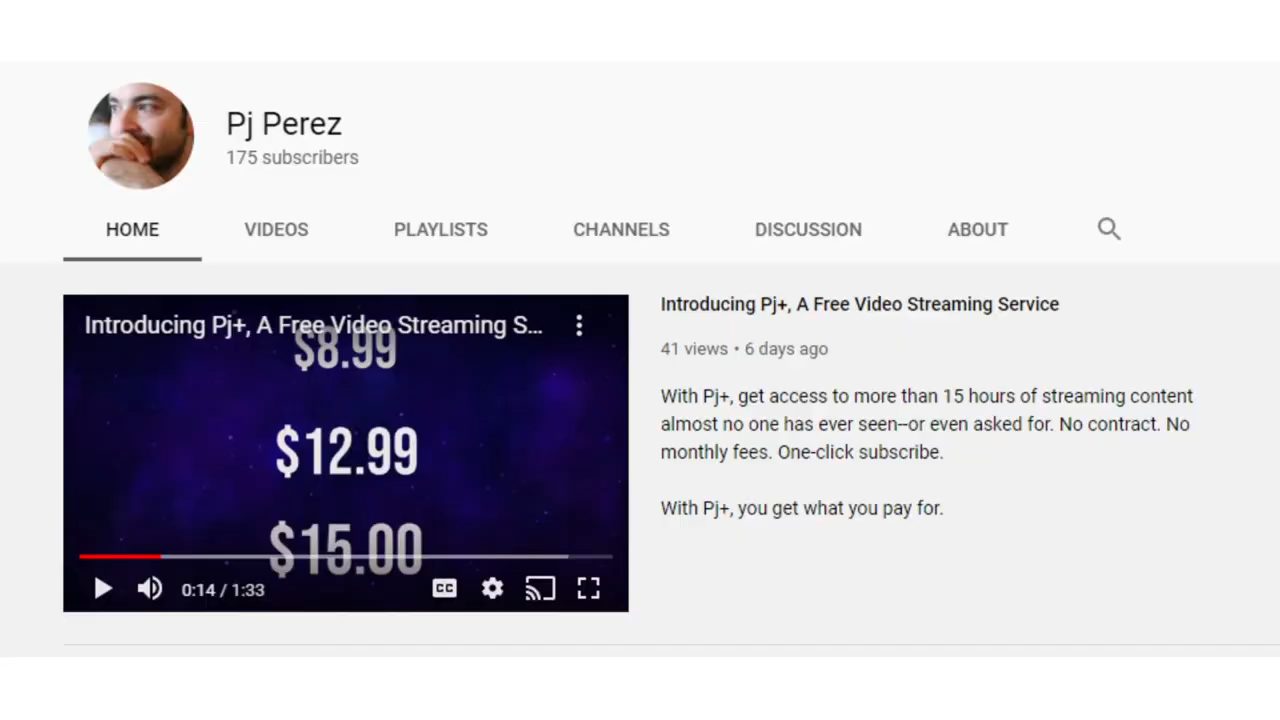 Pj Perez
175 subscribers
HOME VIDEOS PLAYLISTS CHANNELS DISCUSSION ABOUT
Introducing Pj+, A Free Video Streaming S...
$8.99
$12.99
$15.00
0:14 / 1:33 CC
Introducing Pj+, A Free Video Streaming Service
41 views • 6 days ago
With Pj+, get access to more than 15 hours of streaming content
almost no one has ever seen--or even asked for. No contract. No
monthly fees. One-click subscribe.
With Pj+, you get what you pay for.